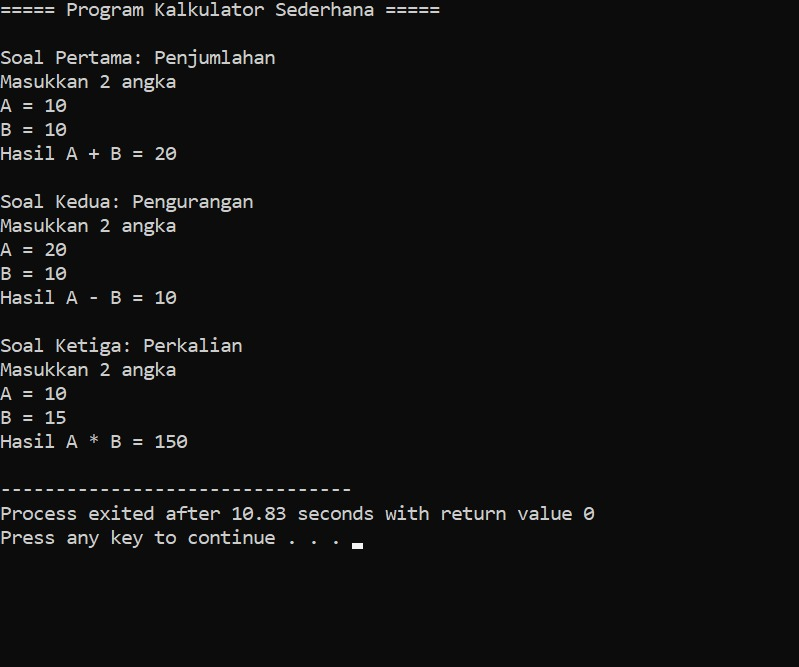 ===== Program Kalkulator Sederhana =====
Soal Pertama: Penjumlahan
Masukkan 2 angka
A = 10
B = 10
Hasil A + B = 20
Soal Kedua: Pengurangan
Masukkan 2 angka
A = 20
B = 10
Hasil A - B = 10
Soal Ketiga: Perkalian
Masukkan 2 angka
A = 10
B = 15
Hasil A * B = 150
--------------------------------
Process exited after 10.83 seconds with return value 0
Press any key to continue . . .